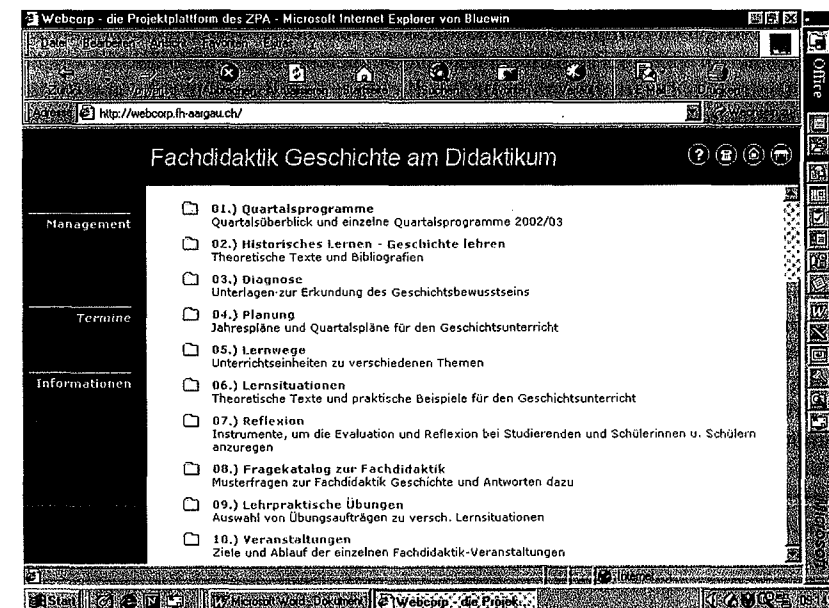 Webcorp - die Projektplattform des ZPA - Microsoft Internet Explorer von Bluewin
Datei Bearbeiten Ansicht Favoriten Extras ?
http://webcorp.fh-aargau.ch/
Office
Fachdidaktik Geschichte am Didaktikum
Management
Termine
Informationen
01.) Quartalsprogramme
Quartalsüberblick und einzelne Quartalsprogramme 2002/03
02.) Historisches Lernen - Geschichte lehren
Theoretische Texte und Bibliografien
03.) Diagnose
Unterlagen zur Erkundung des Geschichtsbewusstseins
04.) Planung
Jahrespläne und Quartalspläne für den Geschichtsunterricht
05.) Lernwege
Unterrichtseinheiten zu verschiedenen Themen
06.) Lernsituationen
Theoretische Texte und praktische Beispiele für den Geschichtsunterricht
07.) Reflexion
Instrumente, um die Evaluation und Reflexion bei Studierenden und Schülerinnen u. Schülern
anzuregen
08.) Fragekatalog zur Fachdidaktik
Musterfragen zur Fachdidaktik Geschichte und Antworten dazu
09.) Lehrpraktische Übungen
Auswahl von Übungsaufträgen zu versch. Lernsituationen
10.) Veranstaltungen
Ziele und Ablauf der einzelnen Fachdidaktik-Veranstaltungen
Internet
Start
Webcorp - die Projek...